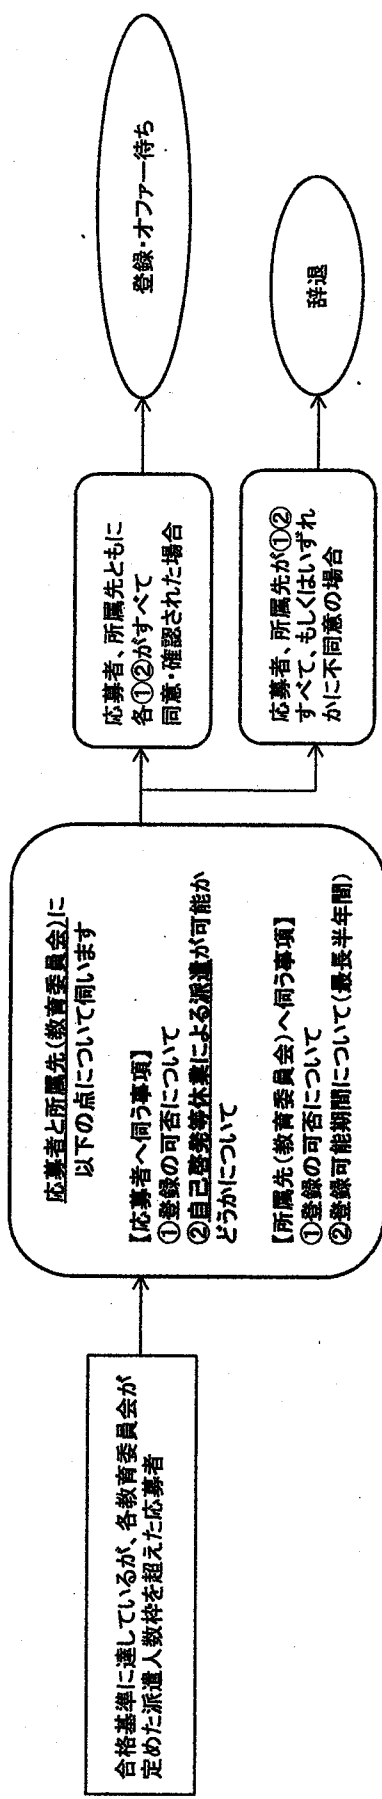 合格基準に達しているが、各教育委員会が
定めた派遣人数枠を超えた応募者
応募者と所属先(教育委員会)に
以下の点について伺います
【応募者へ伺う事項】
①登録の可否について
②自己啓発等休業による派遣が可能か
どうかについて
【所属先(教育委員会)へ伺う事項】
①登録の可否について
②登録可能期間について(最長半年間)
応募者、所属先ともに
各①②がすべて
同意・確認された場合
登録・オファー待ち
応募者、所属先が①②
すべて、もしくはいずれ
かに不同意の場合
辞退